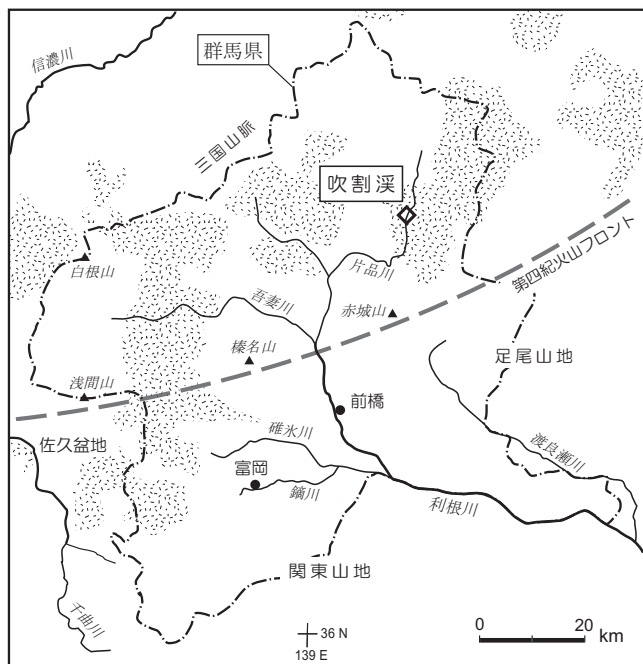 信濃川
群馬県
三国山脈
吹割渓
第四紀火山フロント
白根山
片品川
吾妻川
赤城山
榛名山
足尾山地
浅間山
前橋
佐久盆地
碓氷川
渡良瀬川
富岡
鏑川
利根川
関東山地
千曲川
36 N
139 E
0 20
km